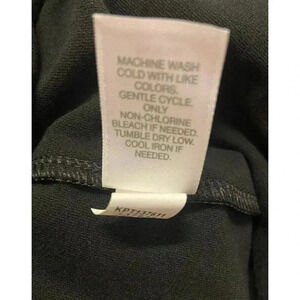 MACHINE WASH
COLD WITH LIKE
COLORS.
GENTLE CYCLE.
ONLY
NON-CHLORINE
BLEACH IF NEEDED.
TUMBLE DRY LOW.
COOL IRON IF
NEEDED.